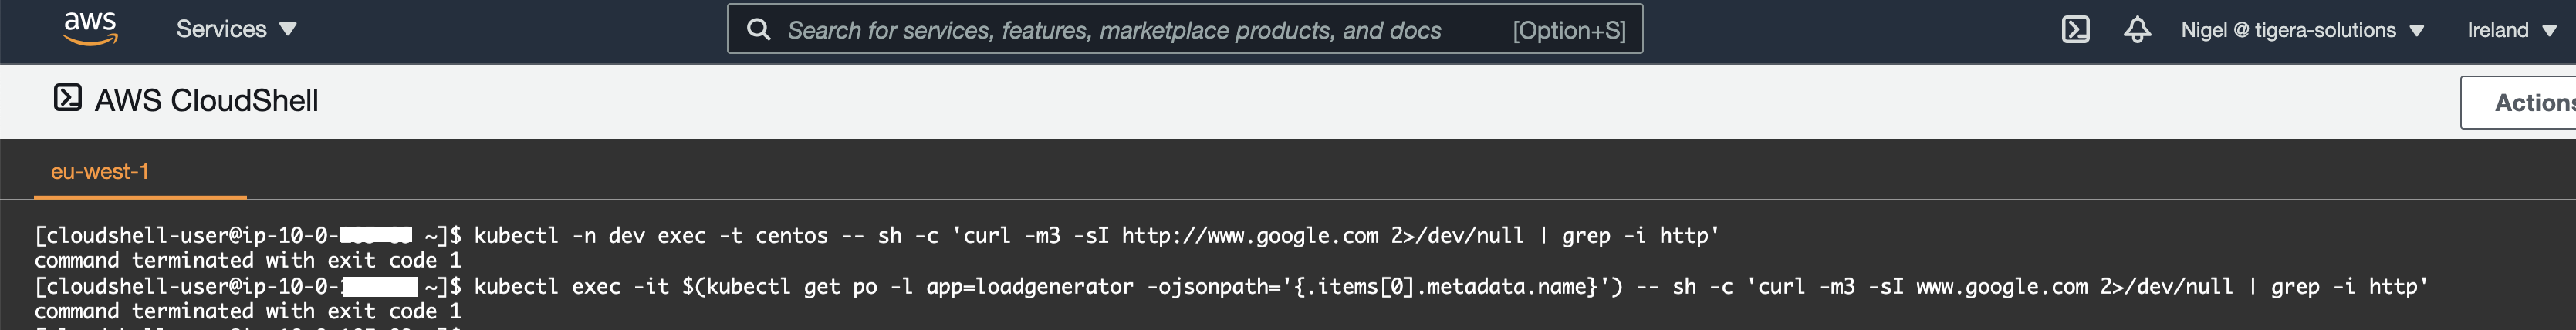 aws Services Search for services, features, marketplace products, and docs [Option+S] Nigel @ tigera-solutions Ireland
AWS CloudShell Actions
eu-west-1
[cloudshell-user@ip-10-0- ~]$ kubectl -n dev exec -t centos -- sh -c 'curl -m3 -sI http://www.google.com 2>/dev/null | grep -i http'
command terminated with exit code 1
[cloudshell-user@ip-10-0- ~]$ kubectl exec -it $(kubectl get po -l app=loadgenerator -ojsonpath='{.items[0].metadata.name}') -- sh -c 'curl -m3 -sI www.google.com 2>/dev/null | grep -i http'
command terminated with exit code 1